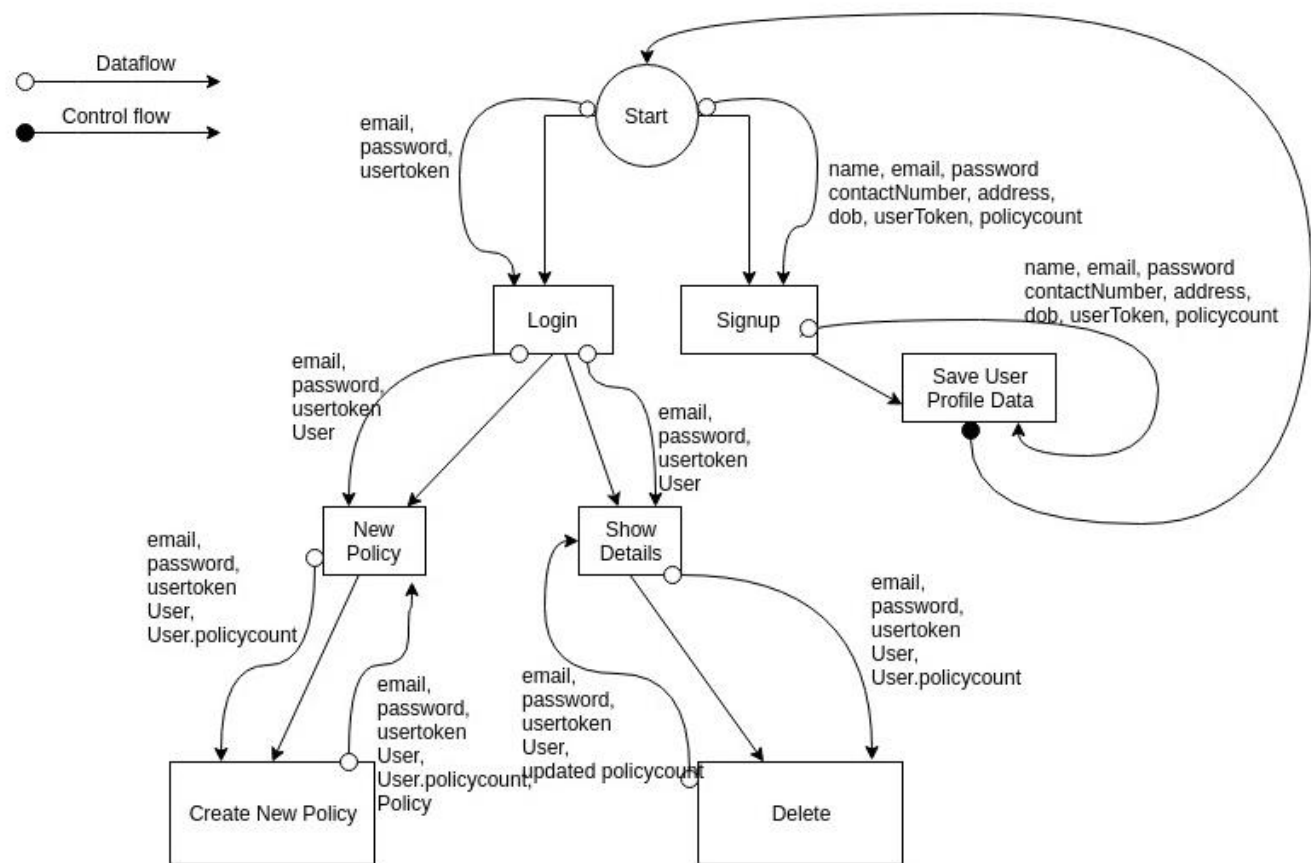 Dataflow
Control flow
Start
email,
password,
usertoken
name, email, password
contactNumber, address,
dob, userToken, policycount
name, email, password
contactNumber, address,
dob, userToken, policycount
Login
Signup
Save User
Profile Data
email,
password,
usertoken
User
email,
password,
usertoken
User
New
Policy
Show
Details
email,
password,
usertoken
User,
User.policycount
email,
password,
usertoken
User,
User.policycount
email,
password,
usertoken
User,
User.policycount,
Policy
email,
password,
usertoken
User,
updated policycount
Create New Policy
Delete